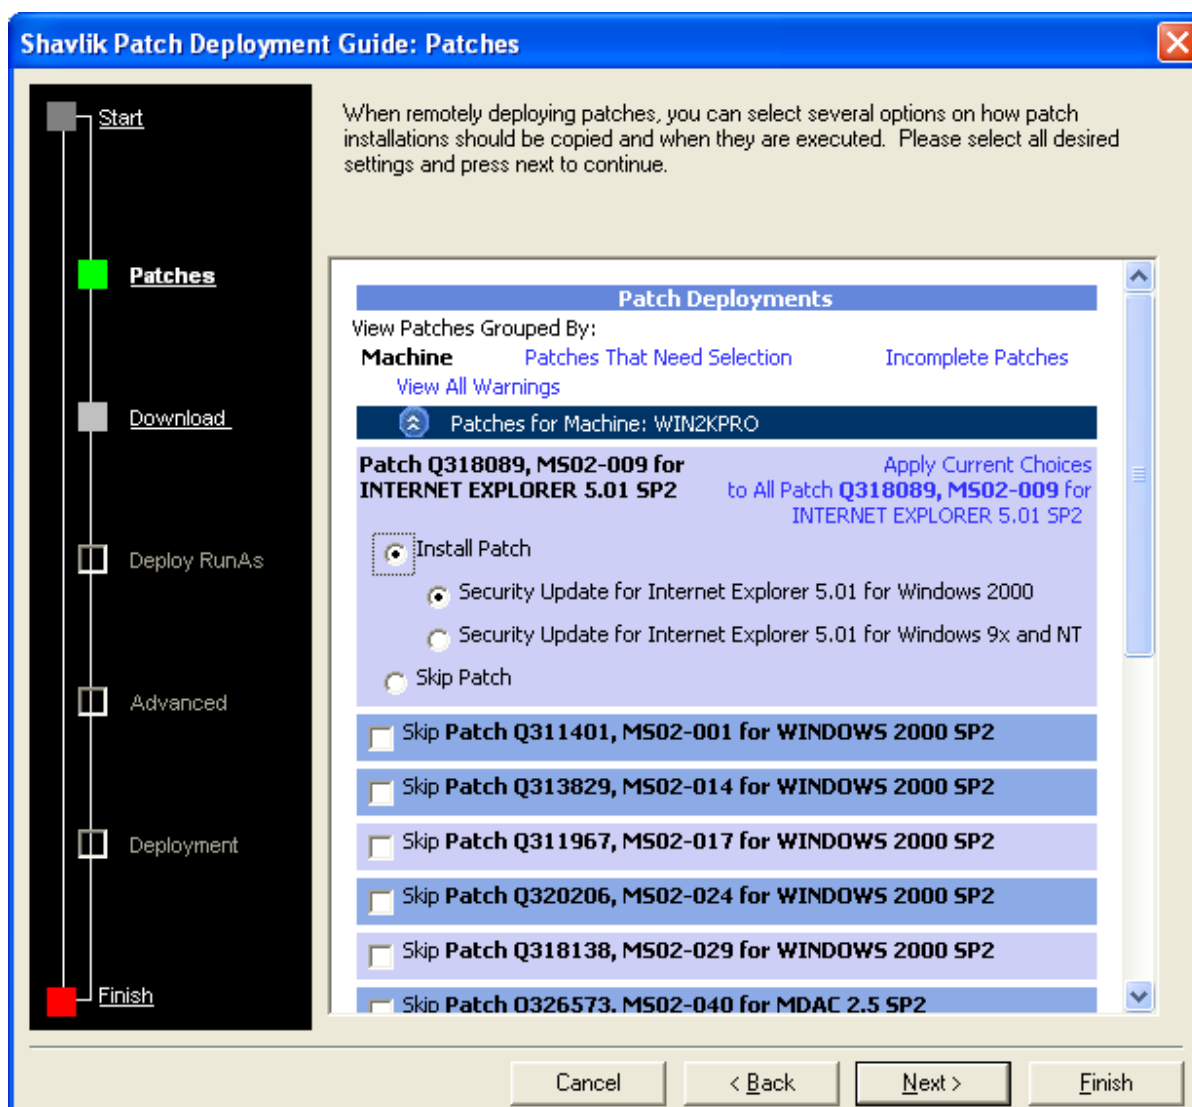 Shavlik Patch Deployment Guide: Patches
Start
Patches
Download
Deploy RunAs
Advanced
Deployment
Finish
When remotely deploying patches, you can select several options on how patch
installations should be copied and when they are executed.  Please select all desired
settings and press next to continue.
Patch Deployments
View Patches Grouped By:
Machine Patches That Need Selection Incomplete Patches
View All Warnings
Patches for Machine: WIN2KPRO
Patch Q318089, MS02-009 for
INTERNET EXPLORER 5.01 SP2
Apply Current Choices
to All Patch Q318089, MS02-009 for
INTERNET EXPLORER 5.01 SP2
Install Patch
Security Update for Internet Explorer 5.01 for Windows 2000
Security Update for Internet Explorer 5.01 for Windows 9x and NT
Skip Patch
Skip Patch Q311401, MS02-001 for WINDOWS 2000 SP2
Skip Patch Q313829, MS02-014 for WINDOWS 2000 SP2
Skip Patch Q311967, MS02-017 for WINDOWS 2000 SP2
Skip Patch Q320206, MS02-024 for WINDOWS 2000 SP2
Skip Patch Q318138, MS02-029 for WINDOWS 2000 SP2
Skip Patch Q326573, MS02-040 for MDAC 2.5 SP2
Cancel
< Back
Next >
Finish